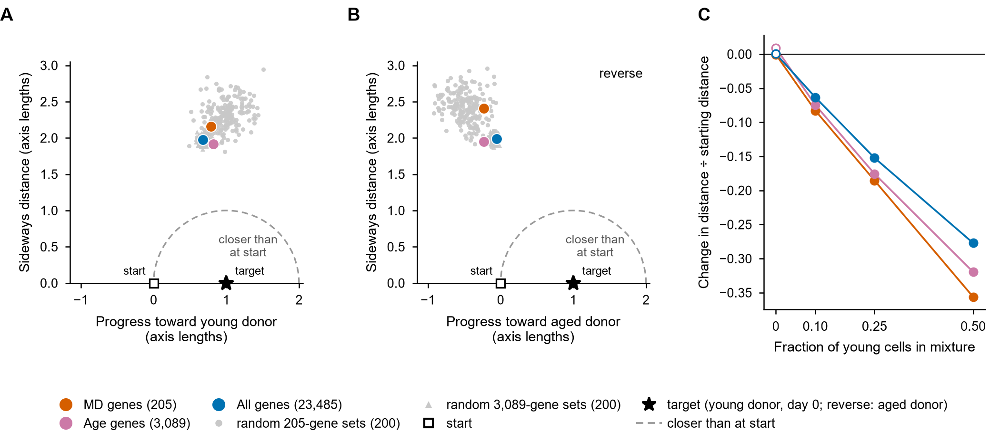 A
B
C
3.0
2.5
2.0
1.5
1.0
0.5
0.0
−1
0
1
2
Sideways distance (axis lengths)
closer than
at start
start
target
Progress toward young donor
(axis lengths)
3.0
2.5
2.0
1.5
1.0
0.5
0.0
−1
0
1
2
Sideways distance (axis lengths)
reverse
closer than
at start
start
target
Progress toward aged donor
(axis lengths)
0.00
−0.05
−0.10
−0.15
−0.20
−0.25
−0.30
−0.35
0
0.10
0.25
0.50
Change in distance ÷ starting distance
Fraction of young cells in mixture
MD genes (205)
Age genes (3,089)
All genes (23,485)
random 205-gene sets (200)
random 3,089-gene sets (200)
start
target (young donor, day 0; reverse: aged donor)
closer than at start